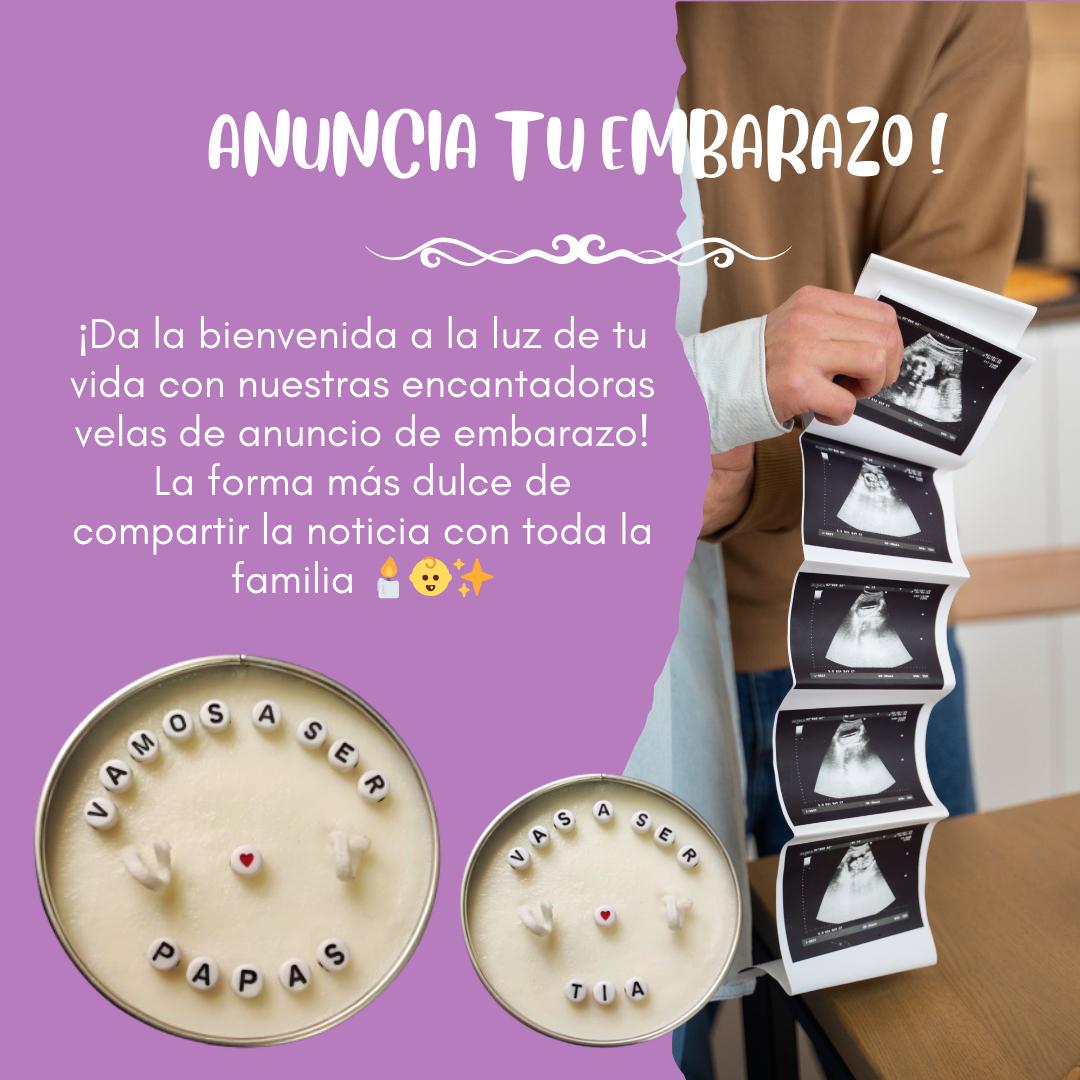 ANUNCIA TU EMBARAZO !
¡Da la bienvenida a la luz de tu
vida con nuestras encantadoras
velas de anuncio de embarazo!
La forma más dulce de
compartir la noticia con toda la
familia 🕯️👶✨
VAMOS A SER
PAPAS
VAS A SER
TIA